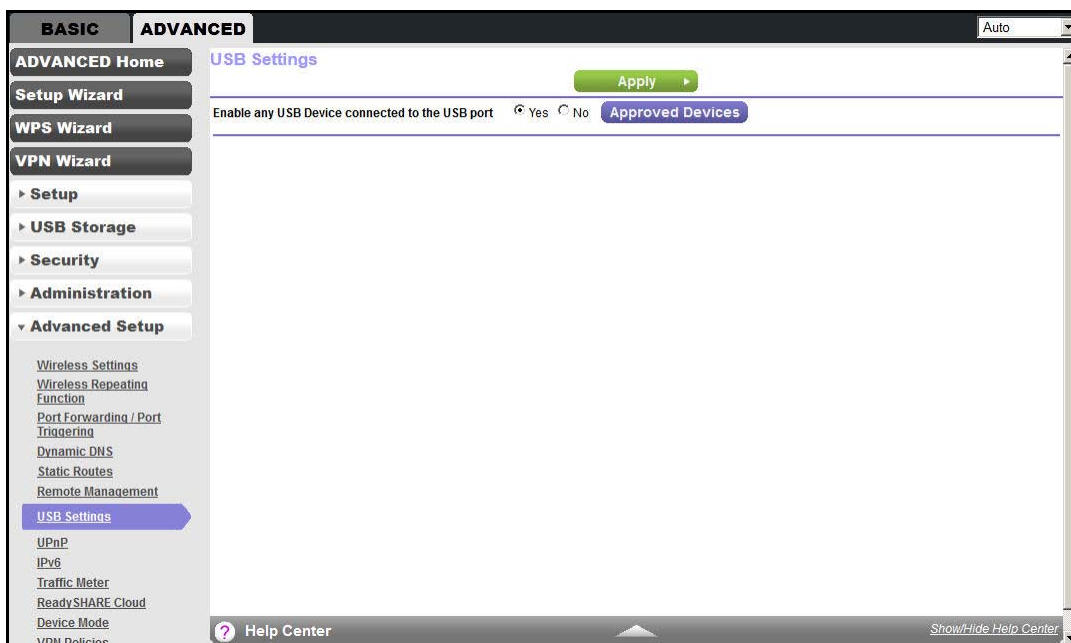 BASIC
ADVANCED
Auto
ADVANCED Home
Setup Wizard
WPS Wizard
VPN Wizard
Setup
USB Storage
Security
Administration
Advanced Setup
Wireless Settings
Wireless Repeating
Function
Port Forwarding / Port
Triggering
Dynamic DNS
Static Routes
Remote Management
USB Settings
UPnP
IPv6
Traffic Meter
ReadySHARE Cloud
Device Mode
VPN Policies
USB Settings
Apply
Enable any USB Device connected to the USB port Yes No Approved Devices
? Help Center
Show/Hide Help Center